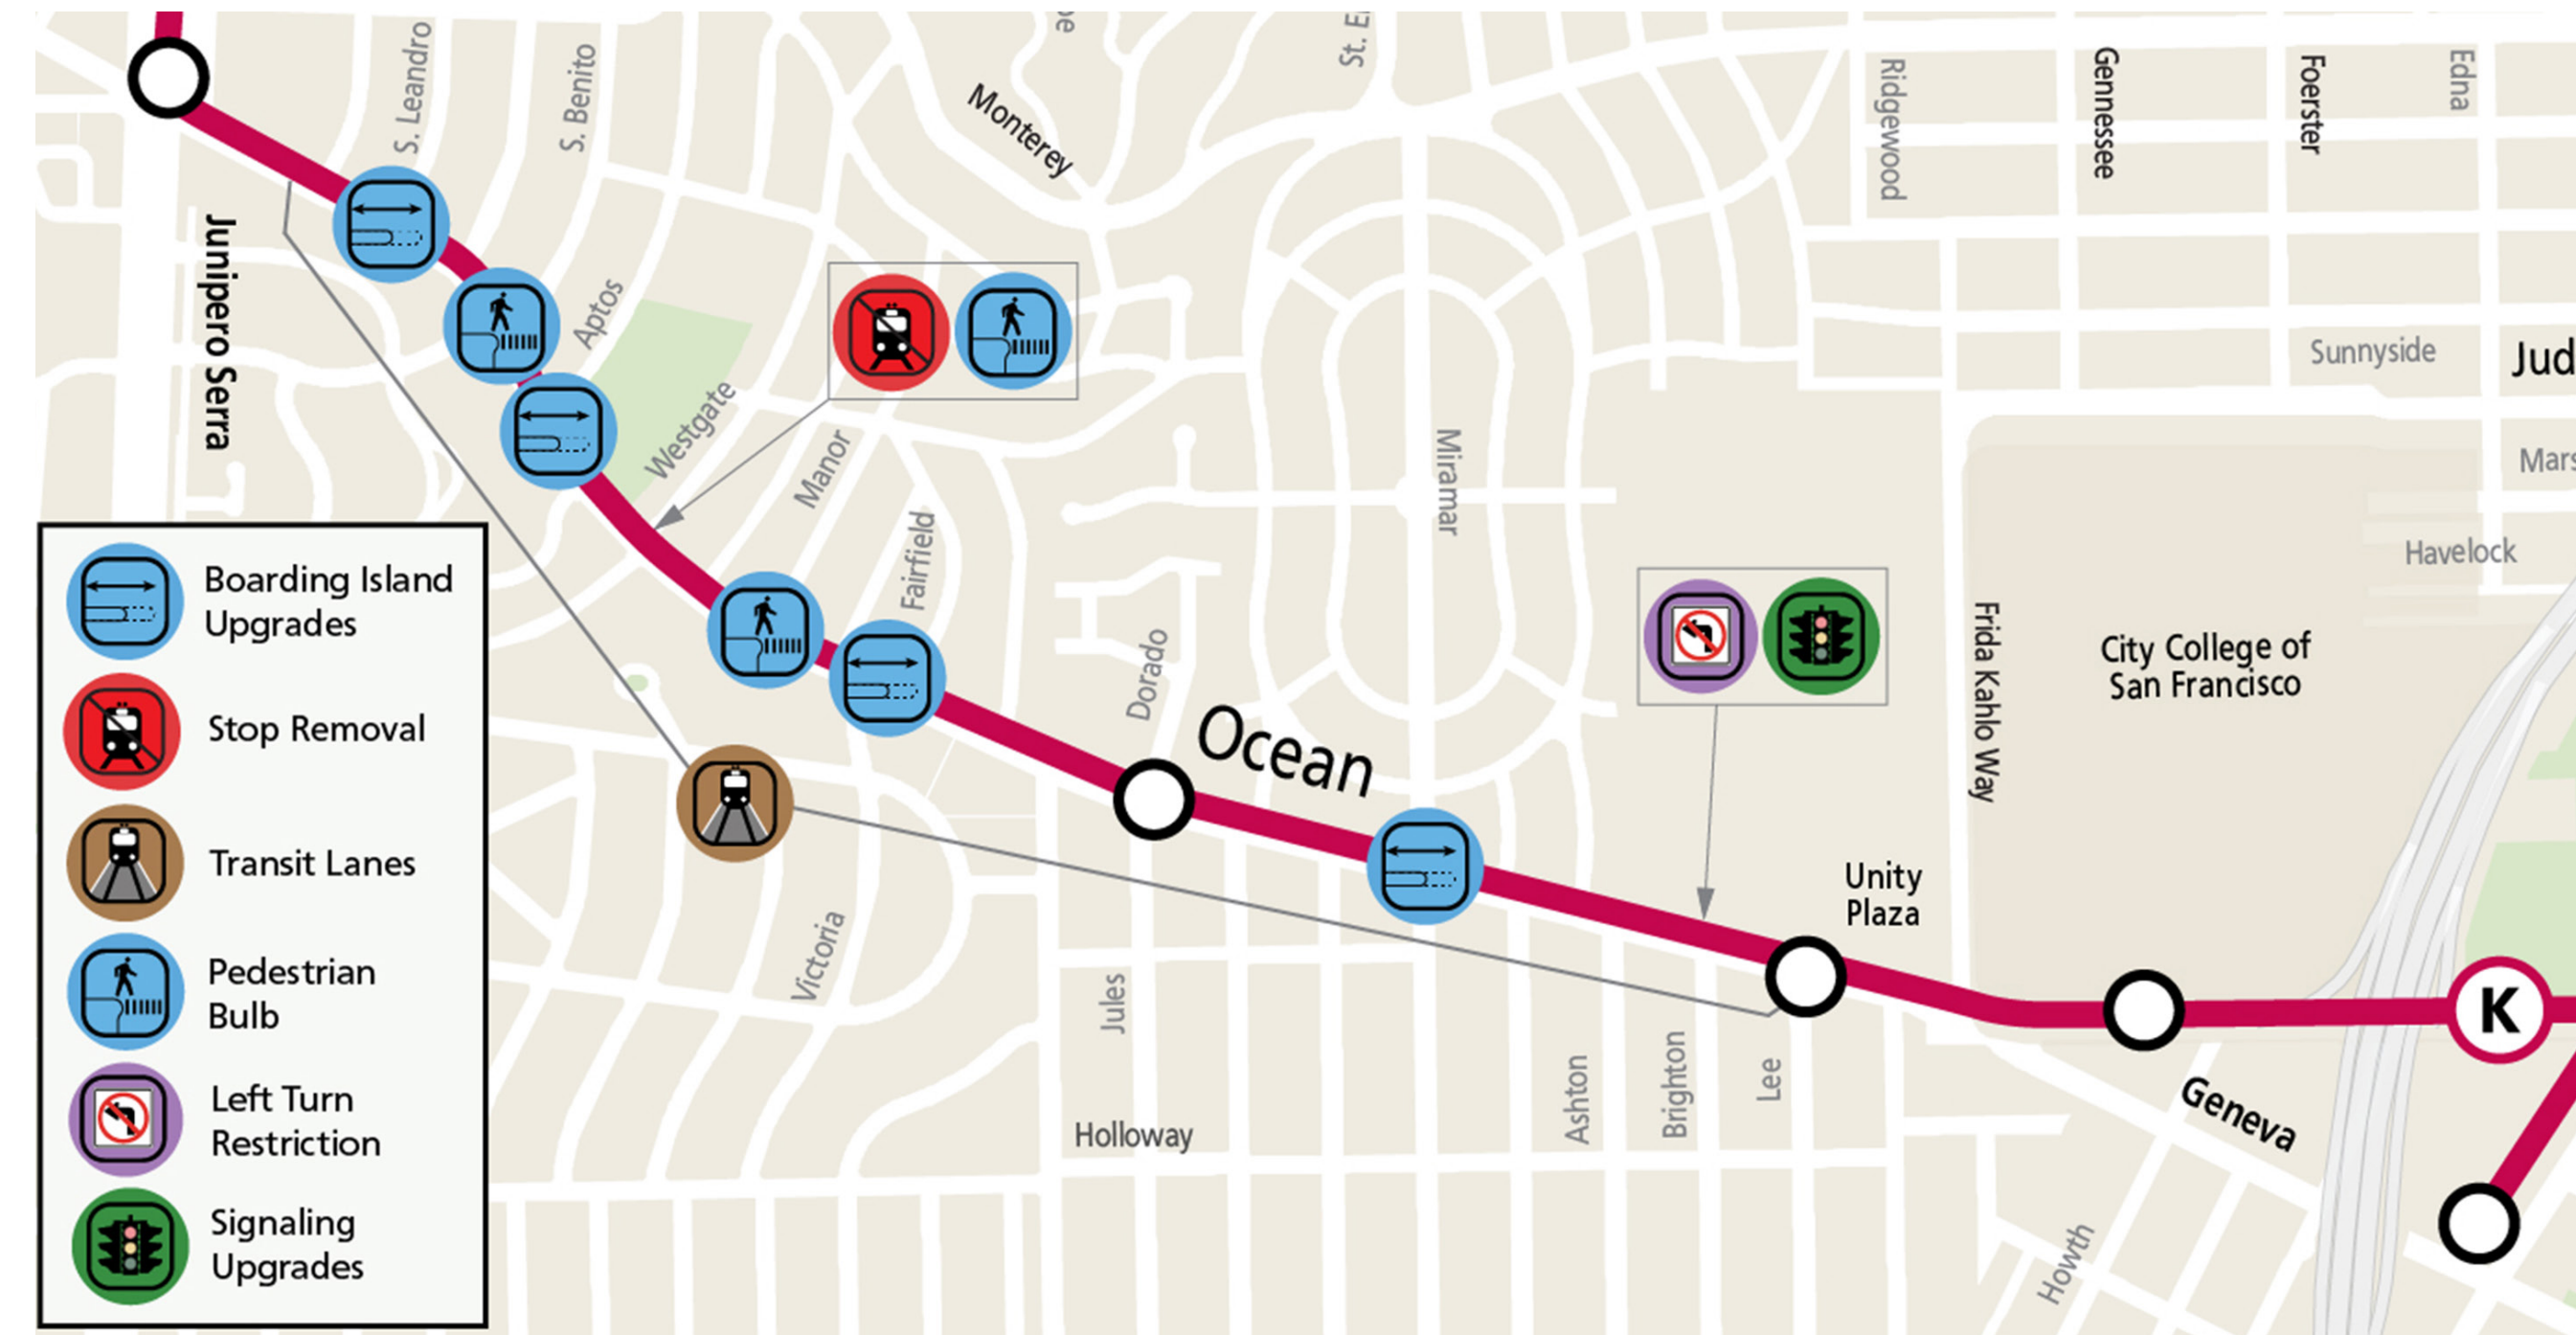 S. Leandro
S. Benito
Monterey
St. E
Ridgewood
Gennessee
Foerster
Edna
Junipero Serra
Aptos
Westgate
Manor
Fairfield
Miramar
Sunnyside
Jud
Mars
Havelock
Frida Kahlo Way
City College of
San Francisco
Dorado
Ocean
Unity
Plaza
Victoria
Jules
Holloway
Ashton
Brighton
Lee
K
Geneva
Howth
Boarding Island
Upgrades
Stop Removal
Transit Lanes
Pedestrian
Bulb
Left Turn
Restriction
Signaling
Upgrades